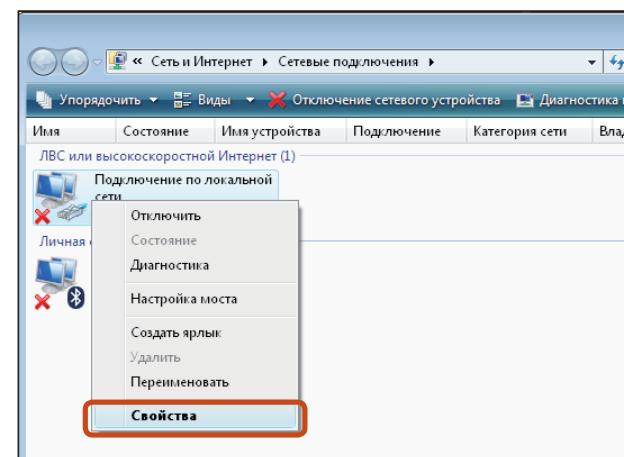 « Сеть и Интернет ▸ Сетевые подключения ▸
Упорядочить Виды Отключение сетевого устройства Диагностика
Имя Состояние Имя устройства Подключение Категория сети
ЛВС или высокоскоростной Интернет (1)
Подключение по локальной
сети
Личная
Отключить
Состояние
Диагностика
Настройка моста
Создать ярлык
Удалить
Переименовать
Свойства